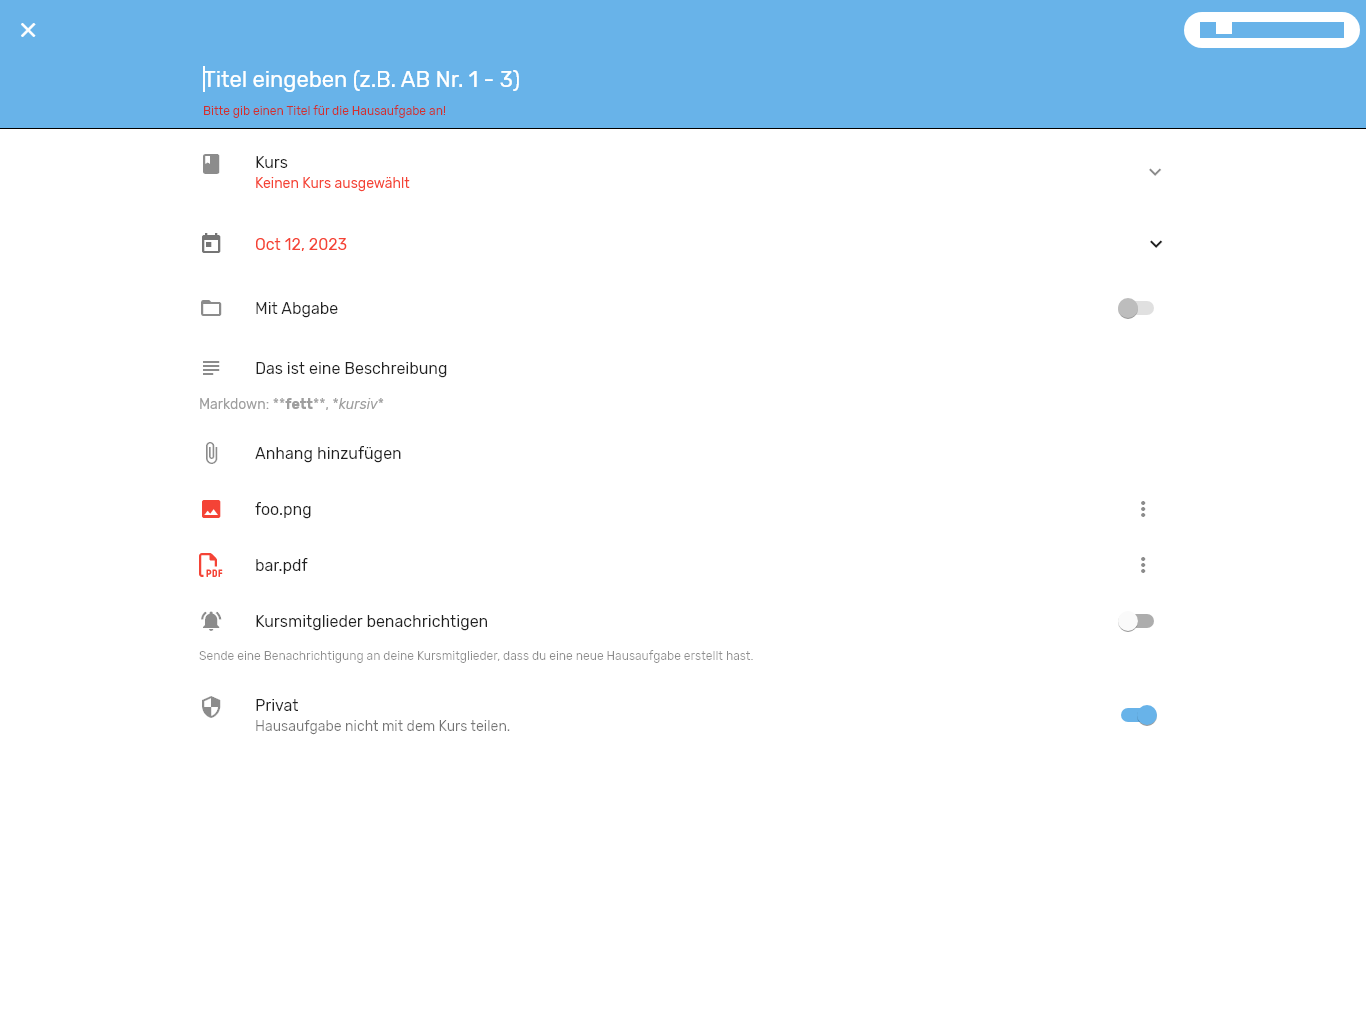 Titel eingeben (z.B. AB Nr. 1 - 3)
Bitte gib einen Titel für die Hausaufgabe an!
Kurs
Keinen Kurs ausgewählt
Oct 12, 2023
Mit Abgabe
Das ist eine Beschreibung
Markdown: **fett**, *kursiv*
Anhang hinzufügen
foo.png
PDF
bar.pdf
Kursmitglieder benachrichtigen
Sende eine Benachrichtigung an deine Kursmitglieder, dass du eine neue Hausaufgabe erstellt hast.
Privat
Hausaufgabe nicht mit dem Kurs teilen.